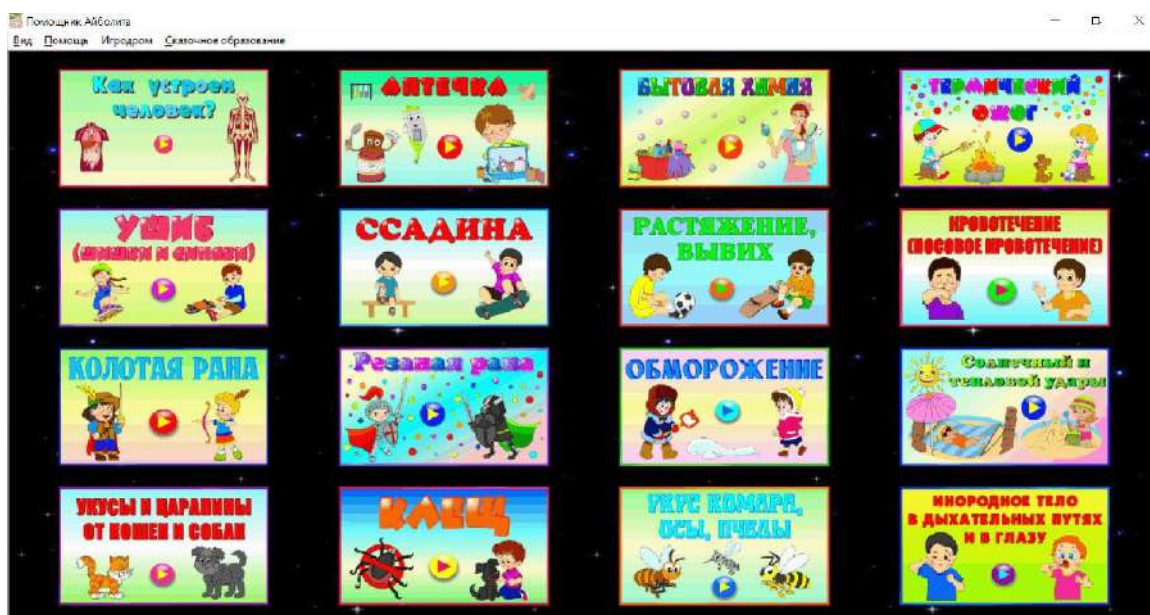 Помощник Айболита
Вид Помощь Игродром Сказочное образование
Как устроен
человек?
АПТЕЧКА
БЫТОВАЯ ХИМИЯ
ТЕРМИЧЕСКИЙ
ОЖОГ
УШИБ
(шишки и синяки)
ССАДИНА
РАСТЯЖЕНИЕ,
ВЫВИХ
КРОВОТЕЧЕНИЕ
(НОСОВОЕ КРОВОТЕЧЕНИЕ)
КОЛОТАЯ РАНА
Резаная рана
ОБМОРОЖЕНИЕ
Солнечный и
тепловой удары
УКУСЫ И ЦАРАПИНЫ
ОТ КОШЕК И СОБАК
КЛЕЩ
УКУС КОМАРА,
ОСЫ, ПЧЕЛЫ
ИНОРОДНОЕ ТЕЛО
В ДЫХАТЕЛЬНЫХ ПУТЯХ
И В ГЛАЗУ